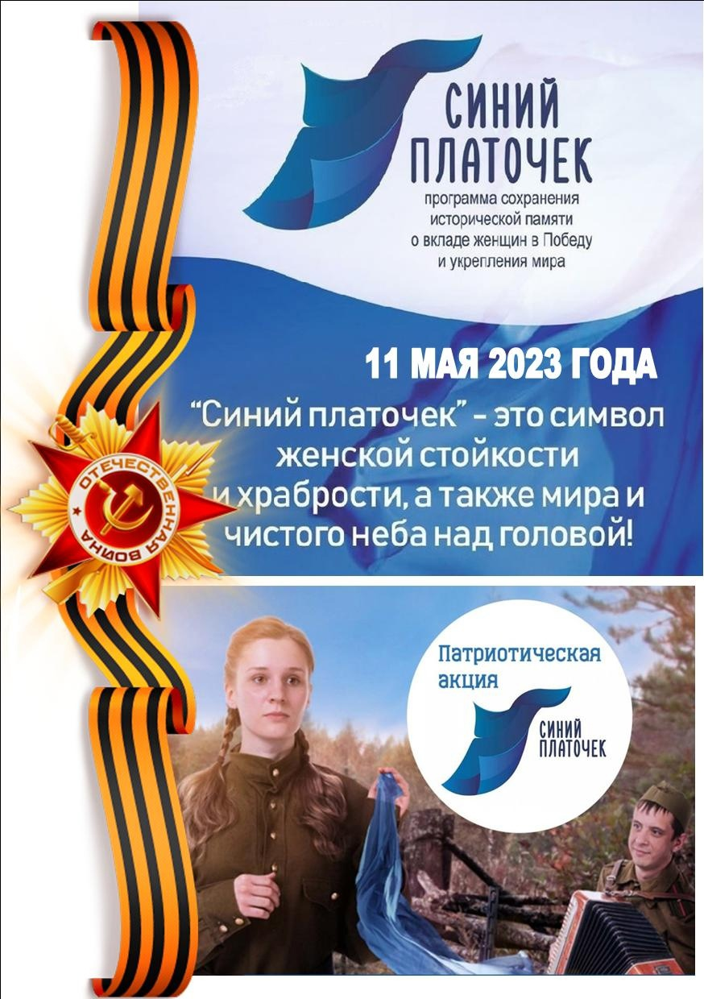 СИНИЙ
ПЛАТОЧЕК
программа сохранения
исторической памяти
о вкладе женщин в Победу
и укрепления мира
11 МАЯ 2023 ГОДА
“Синий платочек” - это символ
женской стойкости
и храбрости, а также мира и
чистого неба над головой!
ОТЕЧЕСТВЕННАЯ ВОЙНА
Патриотическая
акция
СИНИЙ
ПЛАТОЧЕК